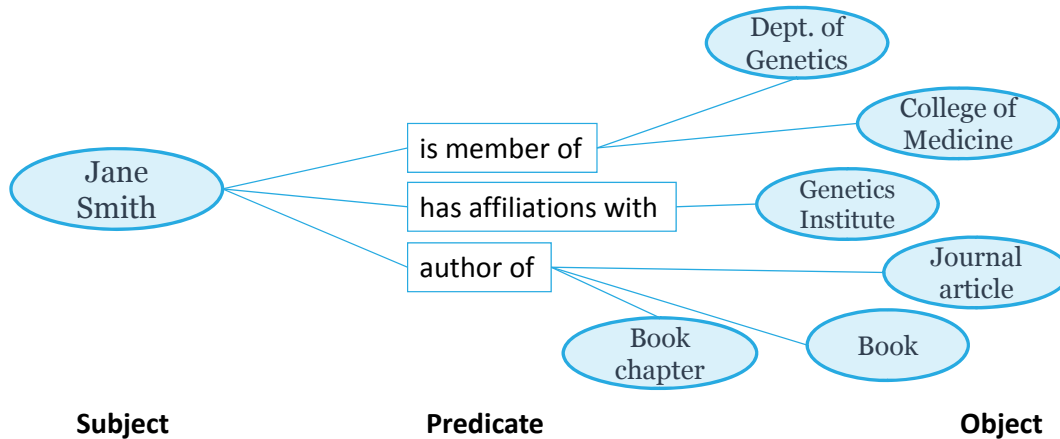 Dept. of
Genetics
College of
Medicine
is member of
Jane
Smith
has affiliations with
Genetics
Institute
author of
Journal
article
Book
chapter
Book
Subject
Predicate
Object